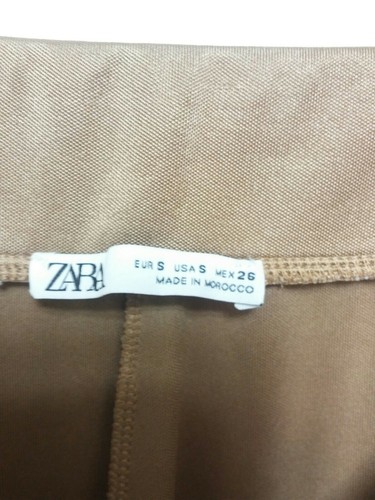 ZARA
EUR S USA S MEX 26
MADE IN MOROCCO